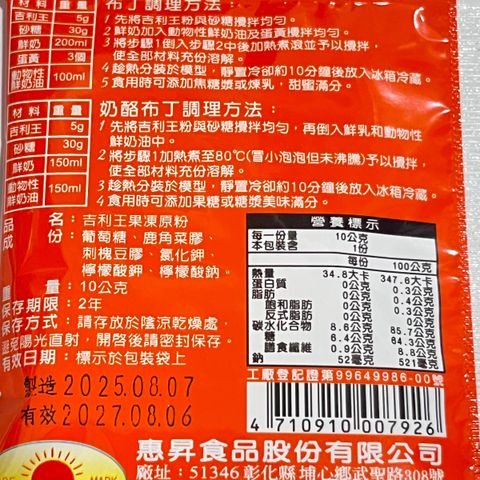 布丁調理方法：
材料 重量
吉利王 5g
砂糖 30g
鮮奶 200ml
蛋黃 3個
動物性鮮奶油 100ml
1 先將吉利王粉與砂糖攪拌均勻。
2 鮮奶加入動物性鮮奶油及蛋黃攪拌均勻。
3 將步驟1倒入步驟2中後加熱煮滾並予以攪拌，
使全部材料充份溶解。
4 趁熱分裝於模型，靜置冷卻約10分鐘後放入冰箱冷藏。
5 食用時可添加焦糖漿或煉乳，甜蜜滿分。
奶酪布丁調理方法：
材料 重量
吉利王 5g
砂糖 30g
鮮奶 150ml
動物性鮮奶油 150ml
1 先將吉利王粉與砂糖攪拌均勻，再倒入鮮乳和動物性
鮮奶油中。
2 將步驟1加熱煮至80℃(冒小泡泡但未沸騰)予以攪拌，
使全部材料充份溶解。
3 趁熱分裝於模型，靜置冷卻約10分鐘後放入冰箱冷藏。
4 食用時可添加焦糖或糖漿美味滿分。
品名：吉利王果凍原粉
成份：葡萄糖、鹿角菜膠、
刺槐豆膠、氯化鉀、
檸檬酸鉀、檸檬酸鈉。
重量：10公克
保存期限：2年
保存方式：請存放於陰涼乾燥處，
避免陽光直射，開啓後請密封保存。
有效日期：標示於包裝袋上
製造 2025.08.07
有效 2027.08.06
營養標示
每一份量 10公克
本包裝含 1份
每份 100公克
熱量 34.8大卡 347.6大卡
蛋白質 0公克 0.3公克
脂肪 0公克 0.4公克
飽和脂肪 0公克 0.3公克
反式脂肪 0公克 0公克
碳水化合物 8.6公克 85.7公克
糖 6.4公克 64.3公克
膳食纖維 0.9公克 8.8公克
鈉 52毫克 521毫克
工廠登記證第99649986-00號
4 710910 007926
惠昇食品股份有限公司
廠址：51346 彰化縣埔心鄉武聖路308號
MARK